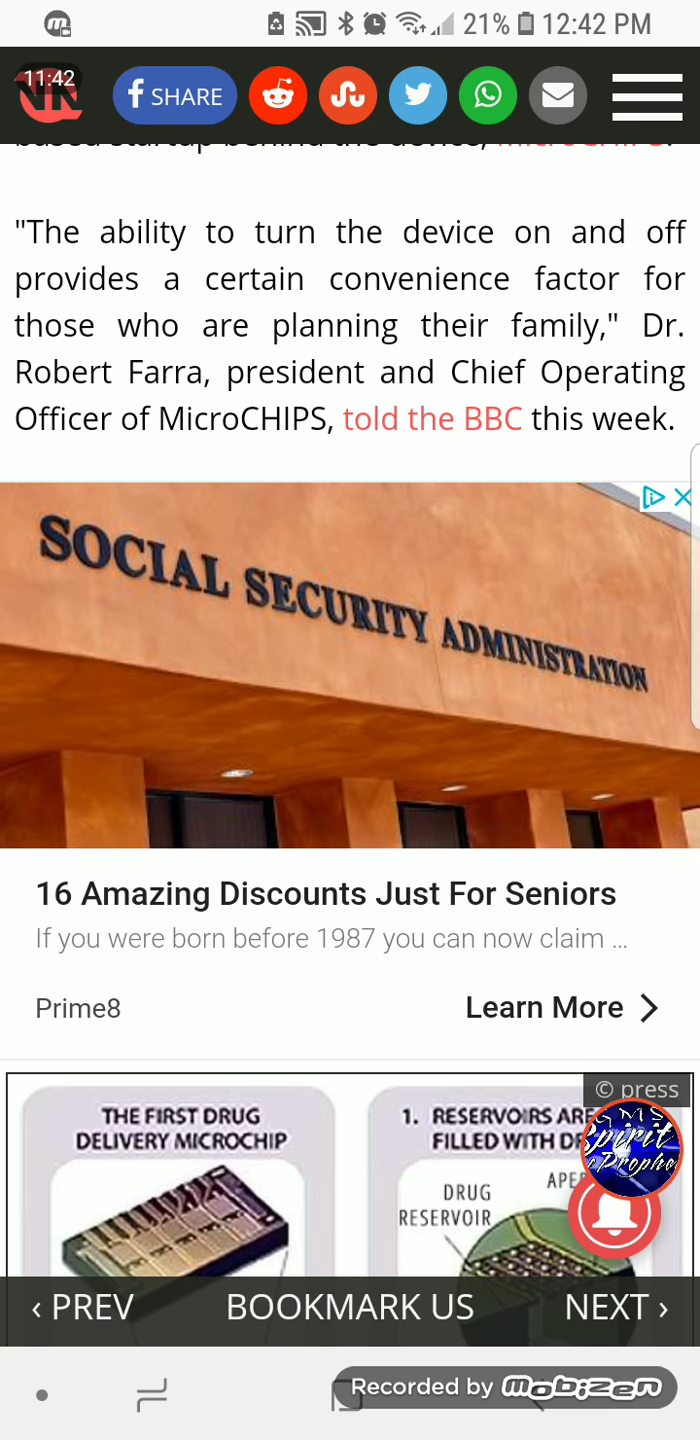 21% 12:42 PM
11:42
f SHARE
"The ability to turn the device on and off
provides a certain convenience factor for
those who are planning their family," Dr.
Robert Farra, president and Chief Operating
Officer of MicroCHIPS, told the BBC this week.
SOCIAL SECURITY ADMINISTRATION
16 Amazing Discounts Just For Seniors
If you were born before 1987 you can now claim ...
Prime8 Learn More
© press
THE FIRST DRUG
DELIVERY MICROCHIP
1. RESERVOIRS ARE
FILLED WITH
DRUG
RESERVOIR
GMS
Spirit
‹ PREV BOOKMARK US NEXT ›
Recorded by mobizen